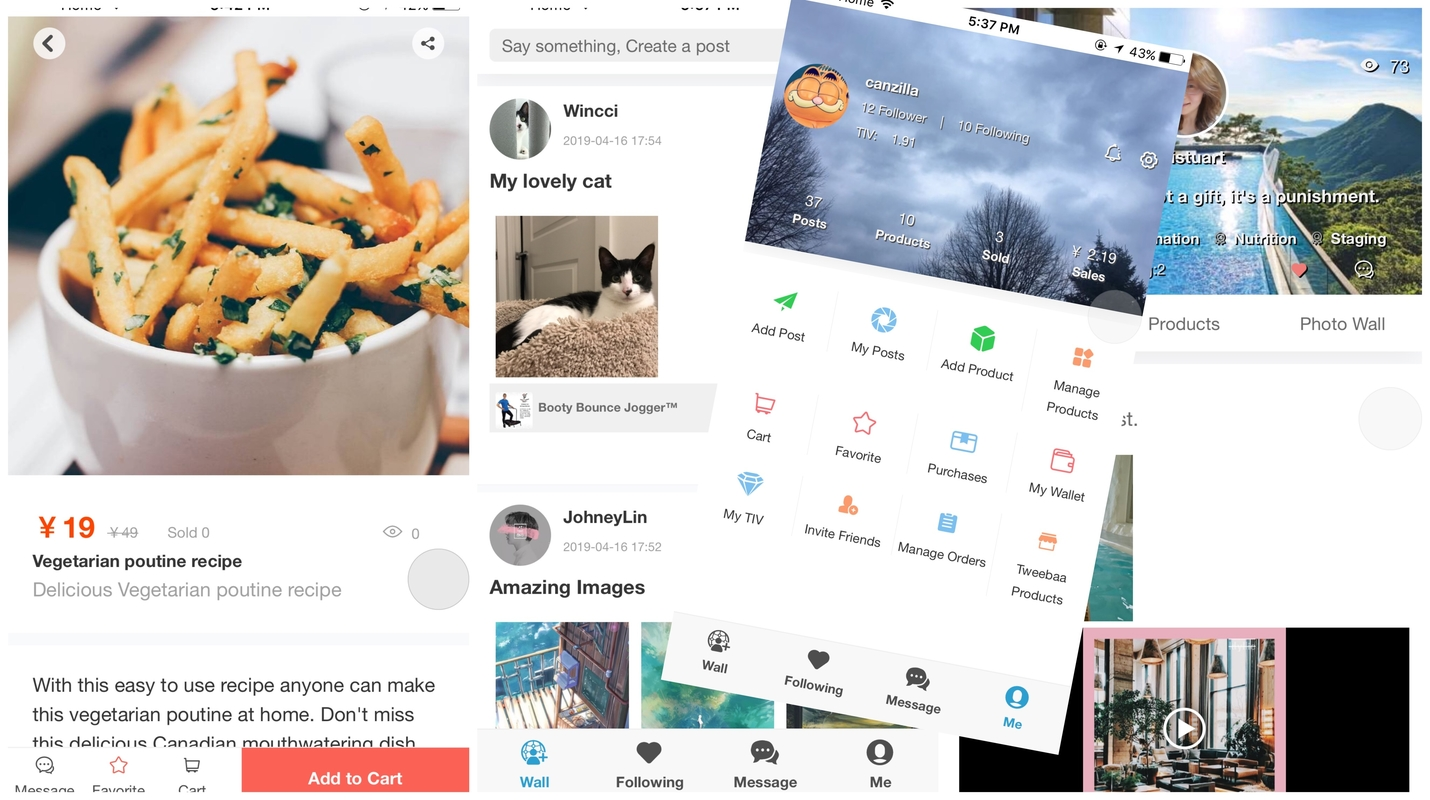 Say something, Create a post
Wincci
2019-04-16 17:54
My lovely cat
Booty Bounce Jogger™
JohneyLin
2019-04-16 17:52
Amazing Images
Wall
Following
Message
Me
¥ 19
¥ 49
Sold 0
0
Vegetarian poutine recipe
Delicious Vegetarian poutine recipe
With this easy to use recipe anyone can make
this vegetarian poutine at home. Don't miss
this delicious Canadian mouthwatering dish
Message
Favorite
Cart
Add to Cart
Home
5:37 PM
43%
canzilla
12 Follower | 10 Following
TIV: 1.91
37
Posts
10
Products
3
Sold
¥ 2.19
Sales
Add Post
My Posts
Add Product
Manage
Products
Cart
Favorite
Purchases
My Wallet
My TIV
Invite Friends
Manage Orders
Tweebaa
Products
Wall
Following
Message
Me
73
istuart
a gift, it's a punishment.
Nutrition
Staging
:2
Products
Photo Wall
st.